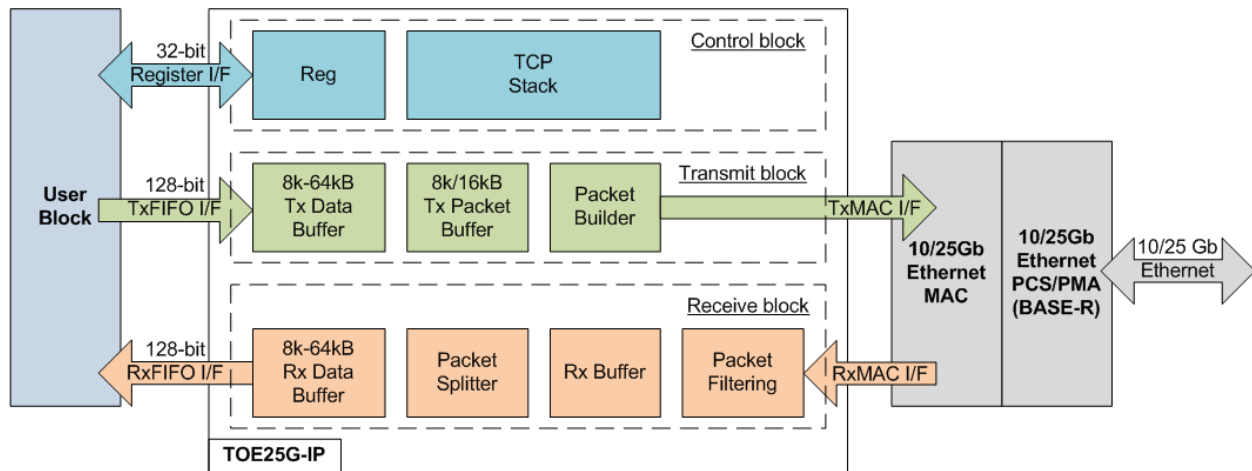 32-bit
Register I/F
Reg
TCP
Stack
Control block
User
Block
128-bit
TxFIFO I/F
8k-64kB
Tx Data
Buffer
8k/16kB
Tx Packet
Buffer
Packet
Builder
Transmit block
TxMAC I/F
10/25Gb
Ethernet
MAC
10/25Gb
Ethernet
PCS/PMA
(BASE-R)
10/25 Gb
Ethernet
Receive block
128-bit
RxFIFO I/F
8k-64kB
Rx Data
Buffer
Packet
Splitter
Rx Buffer
Packet
Filtering
RxMAC I/F
TOE25G-IP